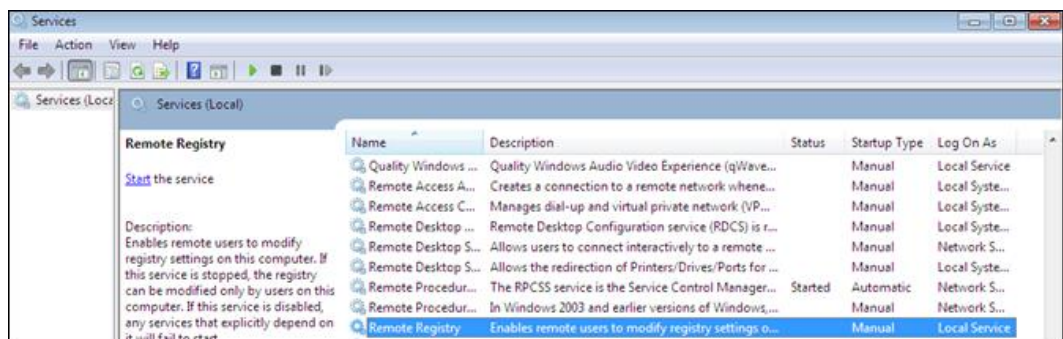 Services
File Action View Help
Services (Loca
Services (Local)
Remote Registry
Start the service
Description:
Enables remote users to modify
registry settings on this computer. If
this service is stopped, the registry
can be modified only by users on this
computer. If this service is disabled,
any services that explicitly depend on
it will fail to start.
Name Description Status Startup Type Log On As
Quality Windows ... Quality Windows Audio Video Experience (qWave... Manual Local Service
Remote Access A... Creates a connection to a remote network whene... Manual Local Syste...
Remote Access C... Manages dial-up and virtual private network (VP... Manual Local Syste...
Remote Desktop ... Remote Desktop Configuration service (RDCS) is r... Manual Local Syste...
Remote Desktop S... Allows users to connect interactively to a remote ... Manual Network S...
Remote Desktop S... Allows the redirection of Printers/Drives/Ports for ... Manual Local Syste...
Remote Procedur... The RPCSS service is the Service Control Manager... Started Automatic Network S...
Remote Procedur... In Windows 2003 and earlier versions of Windows,... Manual Network S...
Remote Registry Enables remote users to modify registry settings o... Manual Local Service